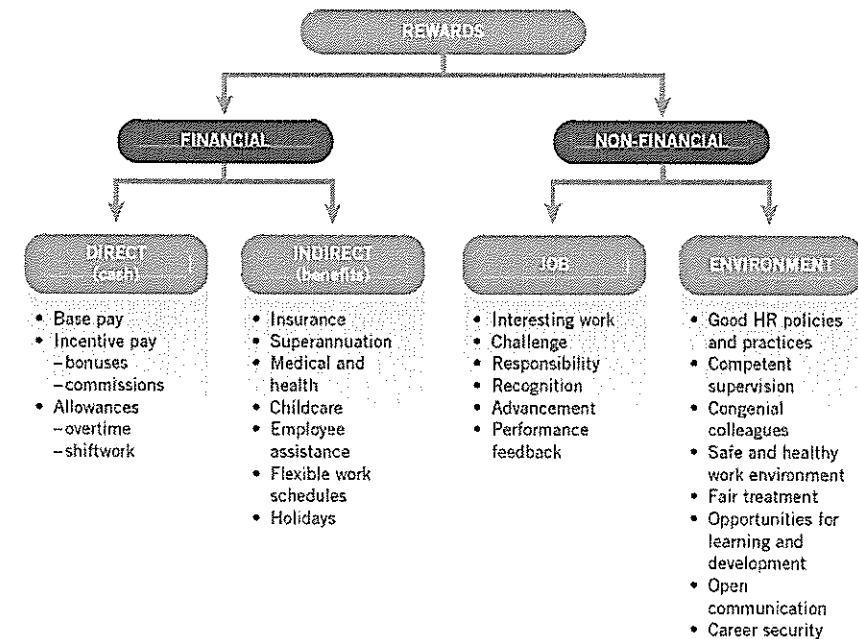 REWARDS
FINANCIAL
NON-FINANCIAL
DIRECT
(cash)
• Base pay
• Incentive pay
–bonuses
–commissions
• Allowances
–overtime
–shiftwork
INDIRECT
(benefits)
• Insurance
• Superannuation
• Medical and
health
• Childcare
• Employee
assistance
• Flexible work
schedules
• Holidays
JOB
• Interesting work
• Challenge
• Responsibility
• Recognition
• Advancement
• Performance
feedback
ENVIRONMENT
• Good HR policies
and practices
• Competent
supervision
• Congenial
colleagues
• Safe and healthy
work environment
• Fair treatment
• Opportunities for
learning and
development
• Open
communication
• Career security